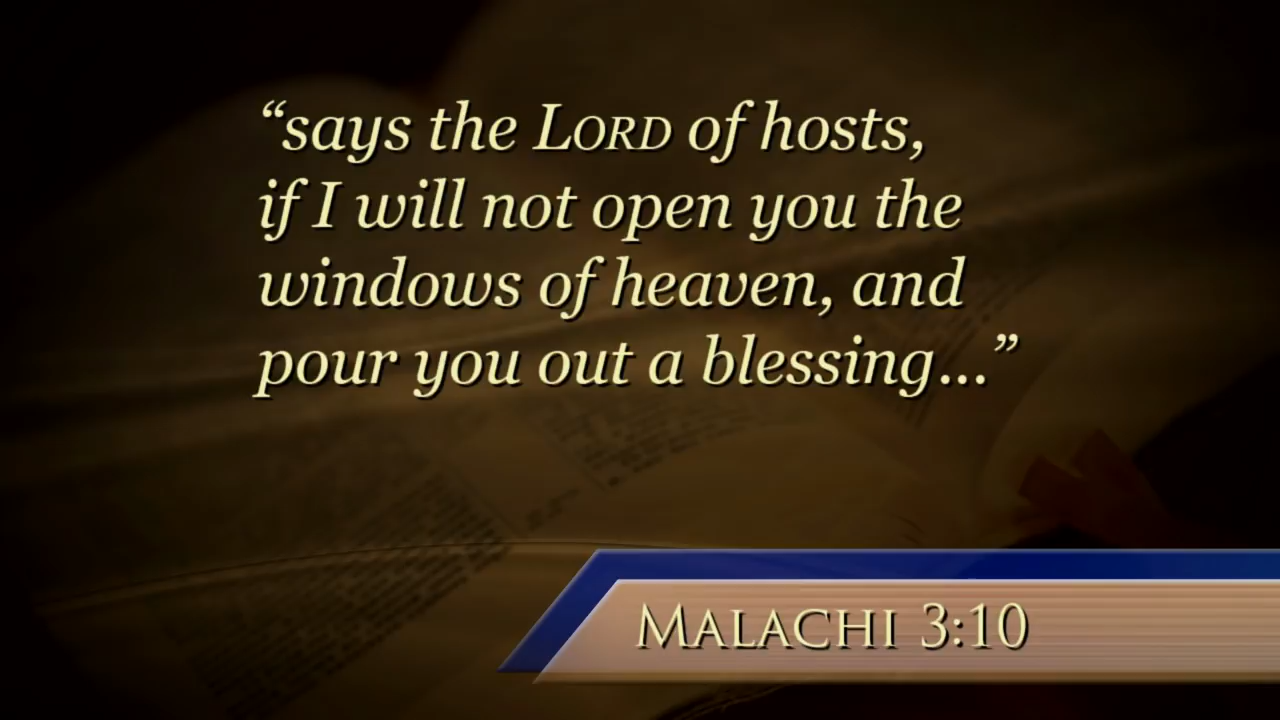 “says the LORD of hosts,
if I will not open you the
windows of heaven, and
pour you out a blessing...”
MALACHI 3:10